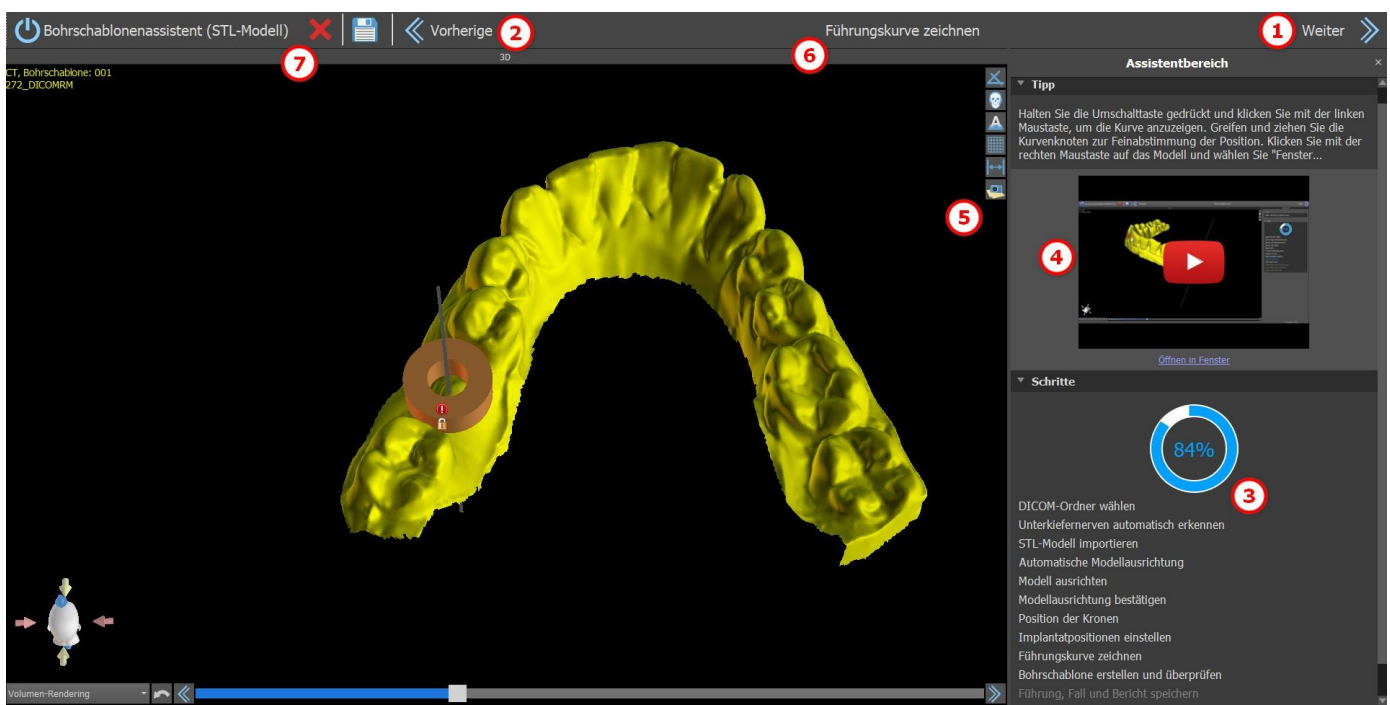 Bohrschablonenassistent (STL-Modell)
7
Vorherige
2
Führungskurve zeichnen
6
1
Weiter
3D
CT, Bohrschablone: 001
272_DICOMRM
5
Assistentbereich
Tipp
Halten Sie die Umschalttaste gedrückt und klicken Sie mit der linken
Maustaste, um die Kurve anzuzeigen. Greifen und ziehen Sie die
Kurvenknoten zur Feinabstimmung der Position. Klicken Sie mit der
rechten Maustaste auf das Modell und wählen Sie "Fenster...
4
Öffnen in Fenster
Schritte
84%
3
DICOM-Ordner wählen
Unterkiefernerven automatisch erkennen
STL-Modell importieren
Automatische Modellausrichtung
Modell ausrichten
Modellausrichtung bestätigen
Position der Kronen
Implantatpositionen einstellen
Führungskurve zeichnen
Bohrschablone erstellen und überprüfen
Führung, Fall und Bericht speichern
Volumen-Rendering